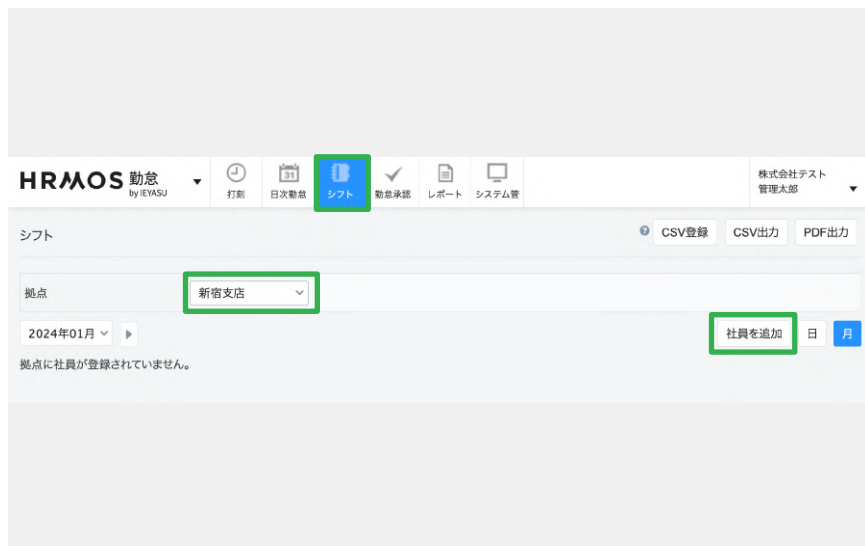 HRMOS 勤怠
by IEYASU
打刻
31
日次勤怠
シフト
勤怠承認
レポート
システム管
株式会社テスト
管理太郎
シフト
? CSV登録 CSV出力 PDF出力
拠点 新宿支店
2024年01月 社員を追加 日 月
拠点に社員が登録されていません。